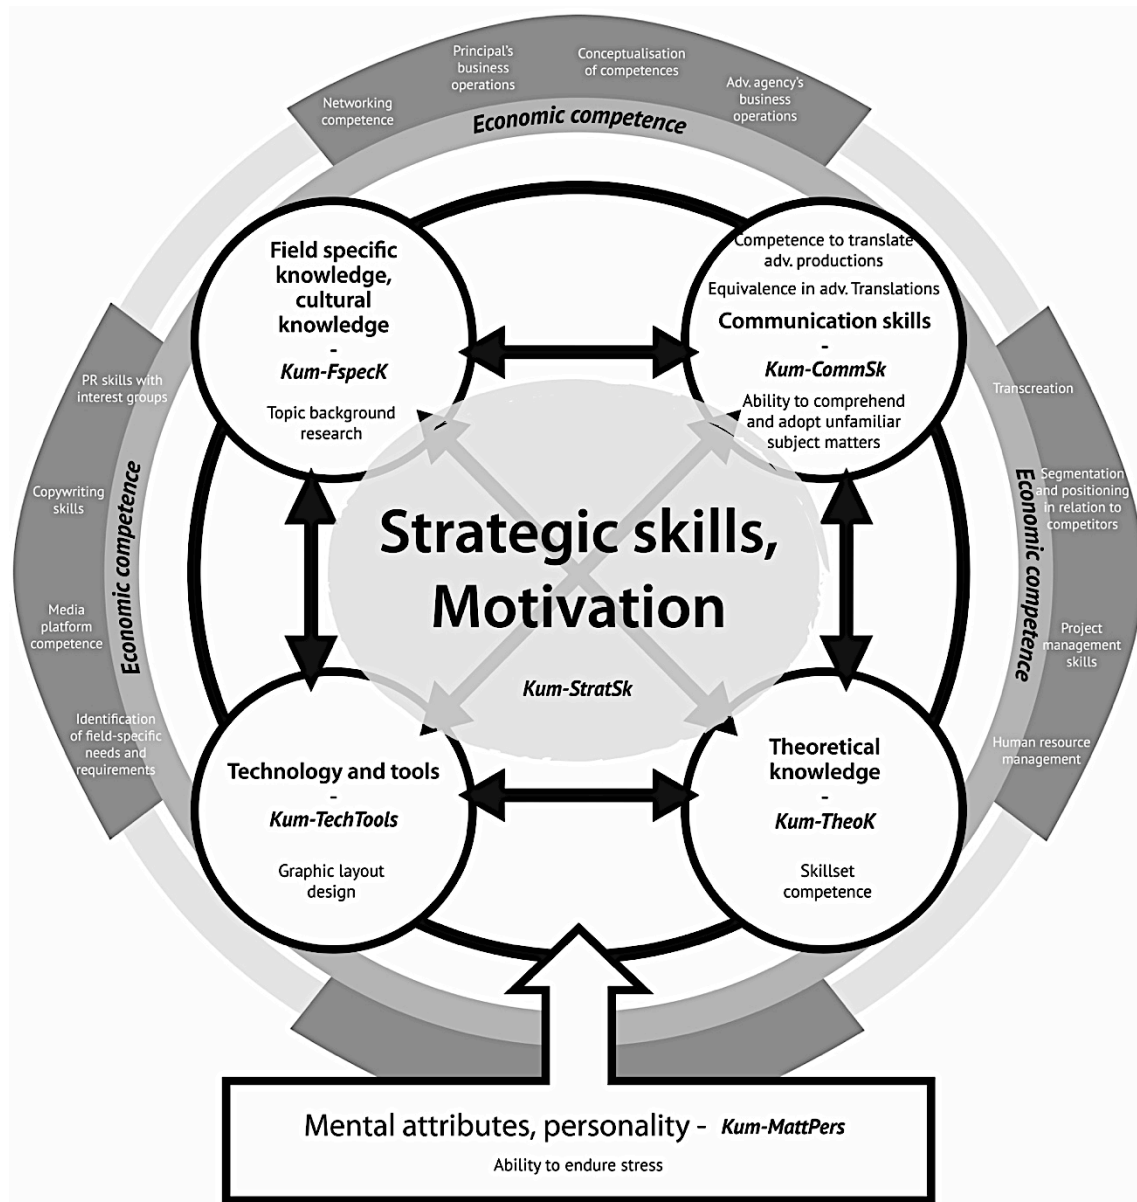 Networking
competence
Principal's
business
operations
Conceptualisation
of competences
Adv. agency's
business
operations
Economic competence
Field specific
knowledge,
cultural
knowledge
-
Kum-FspecK
Topic background
research
Competence to translate
adv. productions
Equivalence in adv. Translations
Communication skills
-
Kum-CommSk
Ability to comprehend
and adopt unfamiliar
subject matters
PR skills with
interest groups
Copywriting
skills
Media
platform
competence
Identification
of field-specific
needs and
requirements
Economic competence
Strategic skills,
Motivation
Kum-StratSk
Transcreation
Segmentation
and positioning
in relation to
competitors
Project
management
skills
Human resource
management
Economic competence
Technology and tools
-
Kum-TechTools
Graphic layout
design
Theoretical
knowledge
-
Kum-TheoK
Skillset
competence
Mental attributes, personality - Kum-MattPers
Ability to endure stress